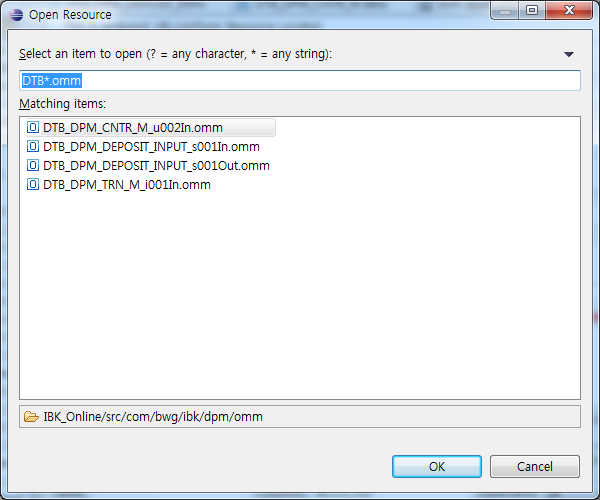 Open Resource
Select an item to open (? = any character, * = any string):
DTB*.omm
Matching items:
DTB_DPM_CNTR_M_u002In.omm
DTB_DPM_DEPOSIT_INPUT_s001In.omm
DTB_DPM_DEPOSIT_INPUT_s001Out.omm
DTB_DPM_TRN_M_i001In.omm
IBK_Online/src/com/bwg/ibk/dpm/omm
OK Cancel